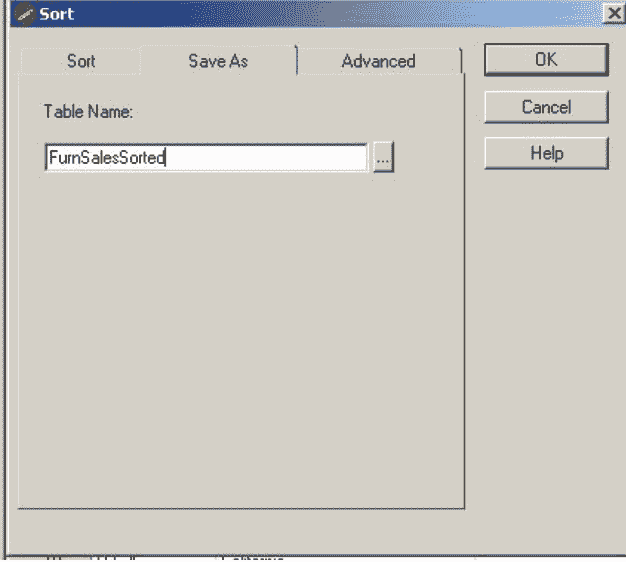 Sort
Sort Save As Advanced
OK
Table Name:
Cancel
FurnSalesSorted ...
Help